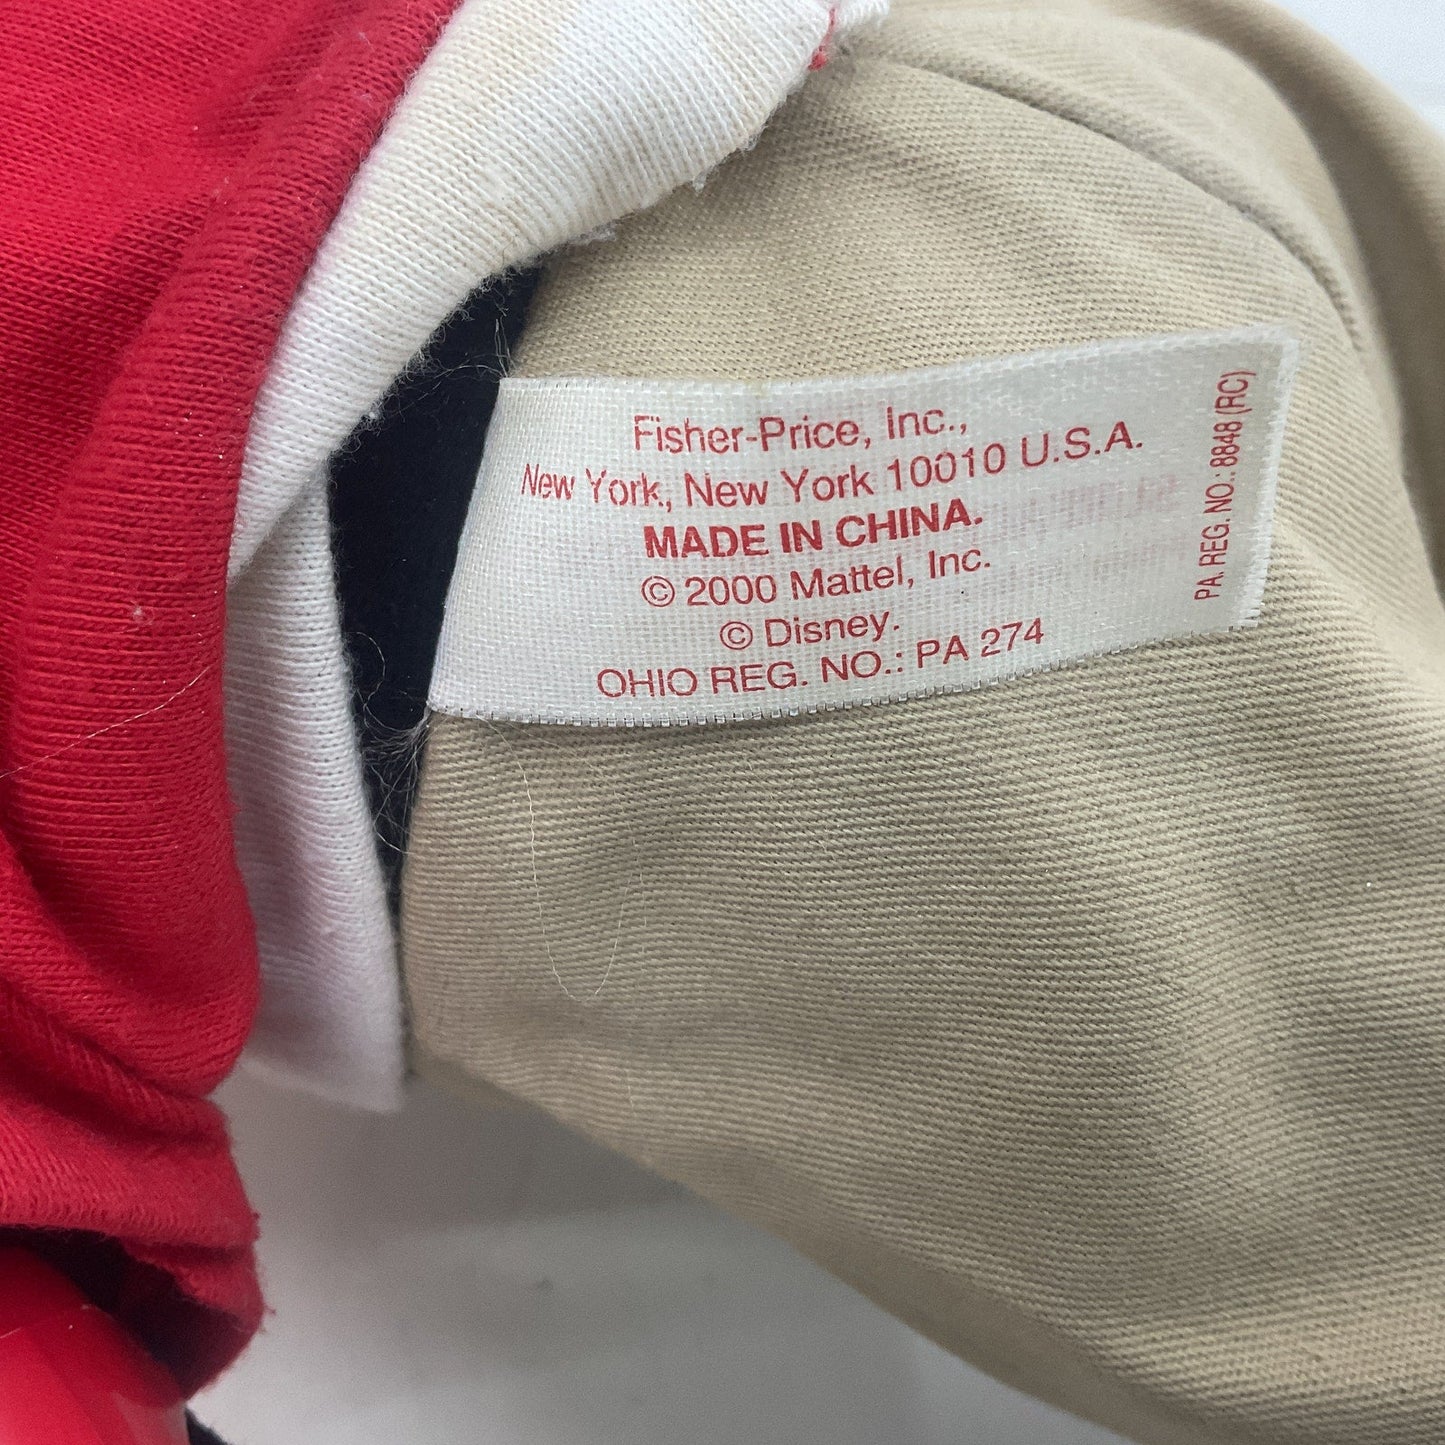 Fisher-Price, Inc.,
New York, New York 10010 U.S.A.
MADE IN CHINA.
© 2000 Mattel, Inc.
© Disney.
OHIO REG. NO.: PA 274
PA. REG. NO.: 8848 (RC)